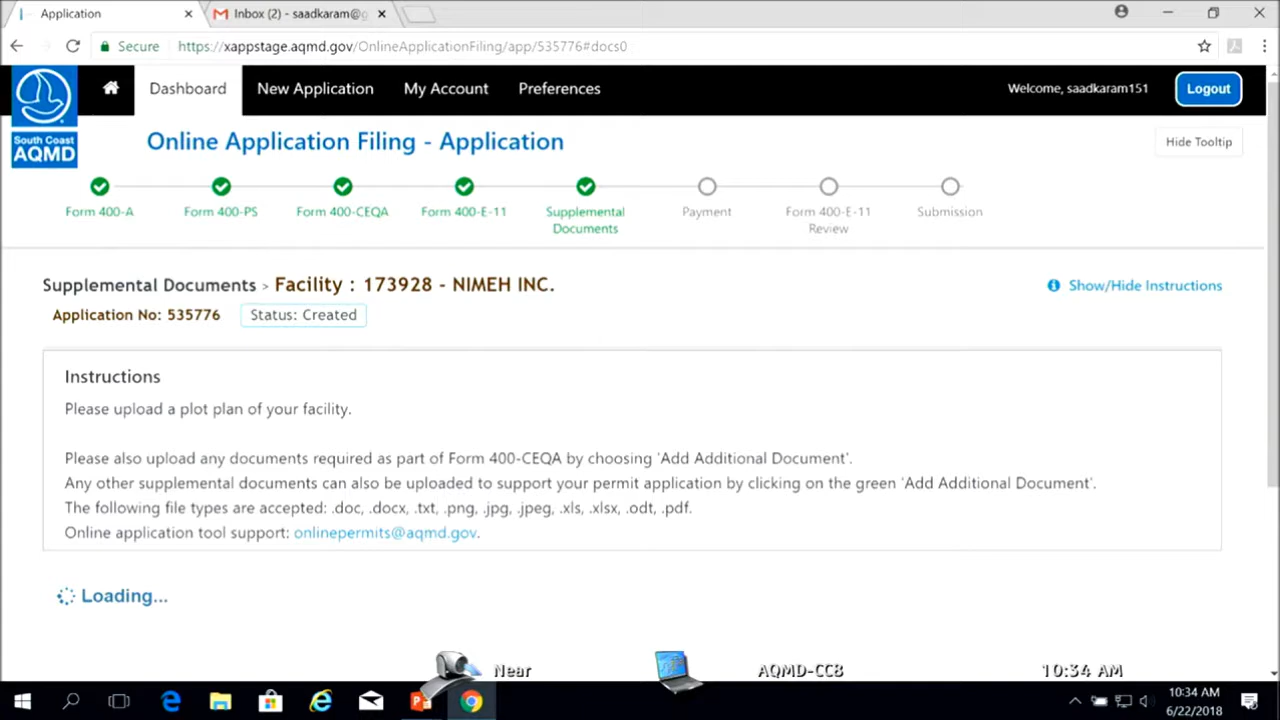 Application
Inbox (2) - saadkaram@g
Secure
https://xappstage.aqmd.gov/OnlineApplicationFiling/app/535776#docs0
South Coast
AQMD
Dashboard
New Application
My Account
Preferences
Welcome, saadkaram151
Logout
Online Application Filing - Application
Hide Tooltip
Form 400-A
Form 400-PS
Form 400-CEQA
Form 400-E-11
Supplemental
Documents
Payment
Form 400-E-11
Review
Submission
Supplemental Documents > Facility : 173928 - NIMEH INC.
Show/Hide Instructions
Application No: 535776
Status: Created
Instructions
Please upload a plot plan of your facility.
Please also upload any documents required as part of Form 400-CEQA by choosing 'Add Additional Document'.
Any other supplemental documents can also be uploaded to support your permit application by clicking on the green 'Add Additional Document'.
The following file types are accepted: .doc, .docx, .txt, .png, .jpg, .jpeg, .xls, .xlsx, .odt, .pdf.
Online application tool support: onlinepermits@aqmd.gov.
Loading...
Near
AQMD-CC8
10:34 AM
10:34 AM
6/22/2018